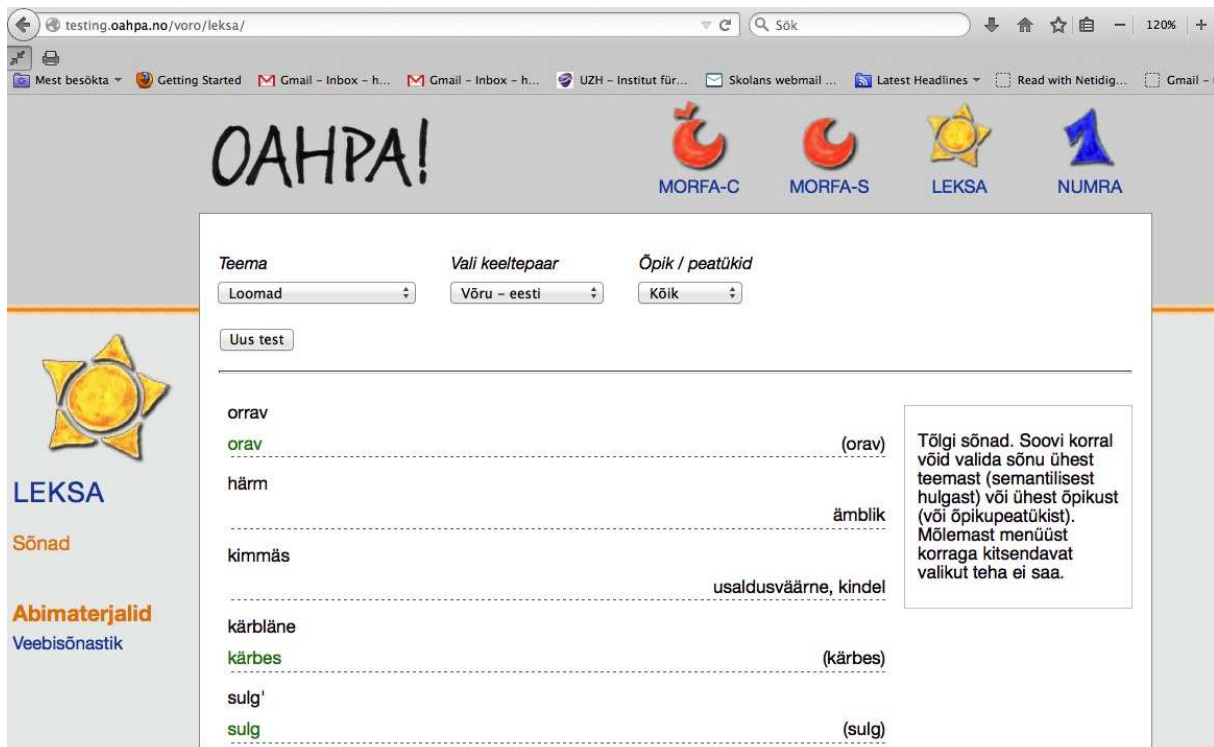 testing.oahpa.no/voro/leksa/
Sök
120%
Mest besökta Getting Started Gmail – Inbox – h... Gmail – Inbox – h... UZH – Institut für... Skolans webmail ... Latest Headlines Read with Netidig... Gmail –
OAHPA!
MORFA-C MORFA-S LEKSA NUMRA
Teema Vali keeltepaar Õpik / peatükid
Loomad Võru – eesti Kõik
Uus test
LEKSA
Sõnad
Abimaterjalid
Veebisõnastik
orrav
orav (orav)
härm
ämblik
kimmäs
usaldusväärne, kindel
kärbläne
kärbes (kärbes)
sulg'
sulg (sulg)
Tõlgi sõnad. Soovi korral
võid valida sõnu ühest
teemast (semantilisest
hulgast) või ühest õpikust
(või õpikupeatükist).
Mõlemast menüüst
korraga kitsendavat
valikut teha ei saa.